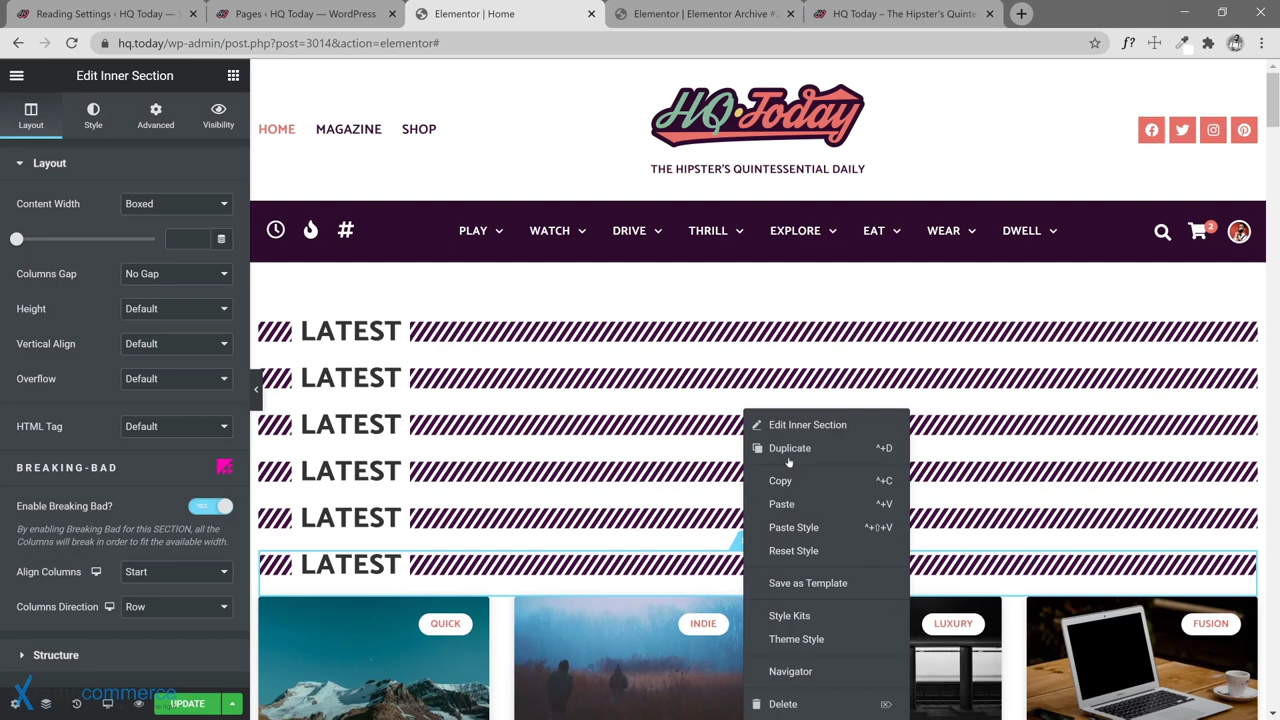 Reading Settings ‹ HQ Today — W
Pages ‹ HQ Today — WordPress
Elementor | Home
Elementor | Elementor Archive #
HQ Today – The Hipster's Quinte
hq.today/wp-admin/post.php?post=3014&action=elementor#
Edit Inner Section
Layout
Style
Advanced
Visibility
Layout
Content Width
Boxed
Columns Gap
No Gap
Height
Default
Vertical Align
Default
Overflow
Default
HTML Tag
Default
BREAKING-BAD
Enable Breaking Bad?
YES
By enabling Breaking Bad for this SECTION, all the
Columns will break in order to fit the available width.
Align Columns
Start
Columns Direction
Row
Structure
commerce
UPDATE
HOME
MAGAZINE
SHOP
HQ Today
THE HIPSTER'S QUINTESSENTIAL DAILY
PLAY
WATCH
DRIVE
THRILL
EXPLORE
EAT
WEAR
DWELL
2
LATEST
LATEST
LATEST
LATEST
LATEST
LATEST
Edit Inner Section
Duplicate ^+D
Copy ^+C
Paste ^+V
Paste Style ^+⇧+V
Reset Style
Save as Template
Style Kits
Theme Style
Navigator
Delete
QUICK
INDIE
LUXURY
FUSION